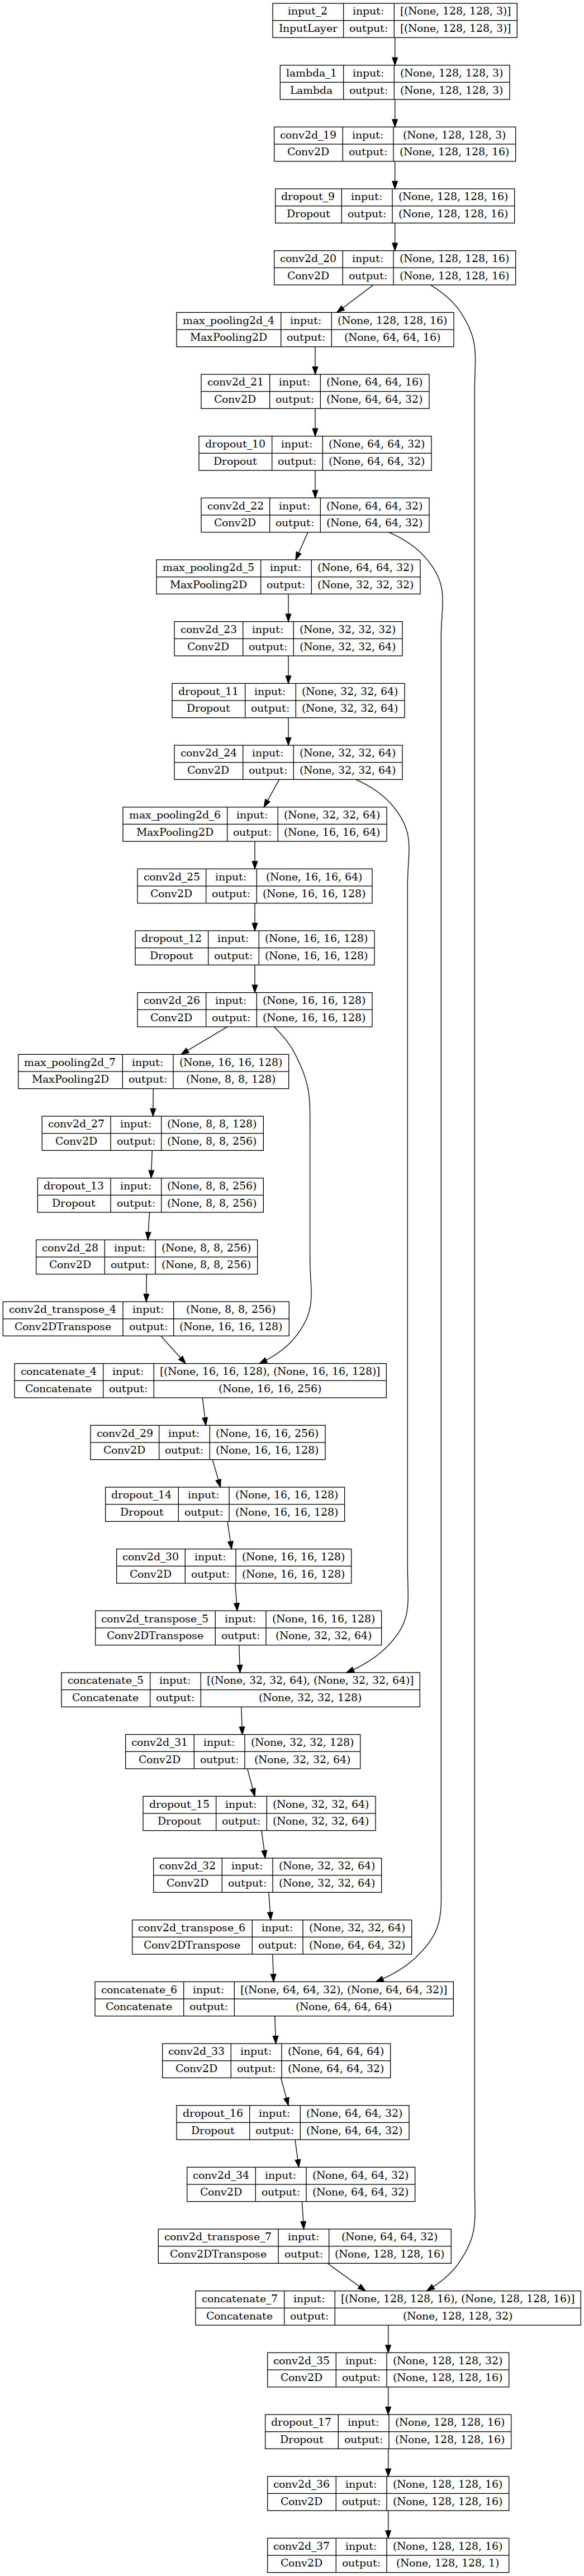 input_2 input: [(None, 128, 128, 3)]
InputLayer output: [(None, 128, 128, 3)]
lambda_1 input: (None, 128, 128, 3)
Lambda output: (None, 128, 128, 3)
conv2d_19 input: (None, 128, 128, 3)
Conv2D output: (None, 128, 128, 16)
dropout_9 input: (None, 128, 128, 16)
Dropout output: (None, 128, 128, 16)
conv2d_20 input: (None, 128, 128, 16)
Conv2D output: (None, 128, 128, 16)
max_pooling2d_4 input: (None, 128, 128, 16)
MaxPooling2D output: (None, 64, 64, 16)
conv2d_21 input: (None, 64, 64, 16)
Conv2D output: (None, 64, 64, 32)
dropout_10 input: (None, 64, 64, 32)
Dropout output: (None, 64, 64, 32)
conv2d_22 input: (None, 64, 64, 32)
Conv2D output: (None, 64, 64, 32)
max_pooling2d_5 input: (None, 64, 64, 32)
MaxPooling2D output: (None, 32, 32, 32)
conv2d_23 input: (None, 32, 32, 32)
Conv2D output: (None, 32, 32, 64)
dropout_11 input: (None, 32, 32, 64)
Dropout output: (None, 32, 32, 64)
conv2d_24 input: (None, 32, 32, 64)
Conv2D output: (None, 32, 32, 64)
max_pooling2d_6 input: (None, 32, 32, 64)
MaxPooling2D output: (None, 16, 16, 64)
conv2d_25 input: (None, 16, 16, 64)
Conv2D output: (None, 16, 16, 128)
dropout_12 input: (None, 16, 16, 128)
Dropout output: (None, 16, 16, 128)
conv2d_26 input: (None, 16, 16, 128)
Conv2D output: (None, 16, 16, 128)
max_pooling2d_7 input: (None, 16, 16, 128)
MaxPooling2D output: (None, 8, 8, 128)
conv2d_27 input: (None, 8, 8, 128)
Conv2D output: (None, 8, 8, 256)
dropout_13 input: (None, 8, 8, 256)
Dropout output: (None, 8, 8, 256)
conv2d_28 input: (None, 8, 8, 256)
Conv2D output: (None, 8, 8, 256)
conv2d_transpose_4 input: (None, 8, 8, 256)
Conv2DTranspose output: (None, 16, 16, 128)
concatenate_4 input: [(None, 16, 16, 128), (None, 16, 16, 128)]
Concatenate output: (None, 16, 16, 256)
conv2d_29 input: (None, 16, 16, 256)
Conv2D output: (None, 16, 16, 128)
dropout_14 input: (None, 16, 16, 128)
Dropout output: (None, 16, 16, 128)
conv2d_30 input: (None, 16, 16, 128)
Conv2D output: (None, 16, 16, 128)
conv2d_transpose_5 input: (None, 16, 16, 128)
Conv2DTranspose output: (None, 32, 32, 64)
concatenate_5 input: [(None, 32, 32, 64), (None, 32, 32, 64)]
Concatenate output: (None, 32, 32, 128)
conv2d_31 input: (None, 32, 32, 128)
Conv2D output: (None, 32, 32, 64)
dropout_15 input: (None, 32, 32, 64)
Dropout output: (None, 32, 32, 64)
conv2d_32 input: (None, 32, 32, 64)
Conv2D output: (None, 32, 32, 64)
conv2d_transpose_6 input: (None, 32, 32, 64)
Conv2DTranspose output: (None, 64, 64, 32)
concatenate_6 input: [(None, 64, 64, 32), (None, 64, 64, 32)]
Concatenate output: (None, 64, 64, 64)
conv2d_33 input: (None, 64, 64, 64)
Conv2D output: (None, 64, 64, 32)
dropout_16 input: (None, 64, 64, 32)
Dropout output: (None, 64, 64, 32)
conv2d_34 input: (None, 64, 64, 32)
Conv2D output: (None, 64, 64, 32)
conv2d_transpose_7 input: (None, 64, 64, 32)
Conv2DTranspose output: (None, 128, 128, 16)
concatenate_7 input: [(None, 128, 128, 16), (None, 128, 128, 16)]
Concatenate output: (None, 128, 128, 32)
conv2d_35 input: (None, 128, 128, 32)
Conv2D output: (None, 128, 128, 16)
dropout_17 input: (None, 128, 128, 16)
Dropout output: (None, 128, 128, 16)
conv2d_36 input: (None, 128, 128, 16)
Conv2D output: (None, 128, 128, 16)
conv2d_37 input: (None, 128, 128, 16)
Conv2D output: (None, 128, 128, 1)